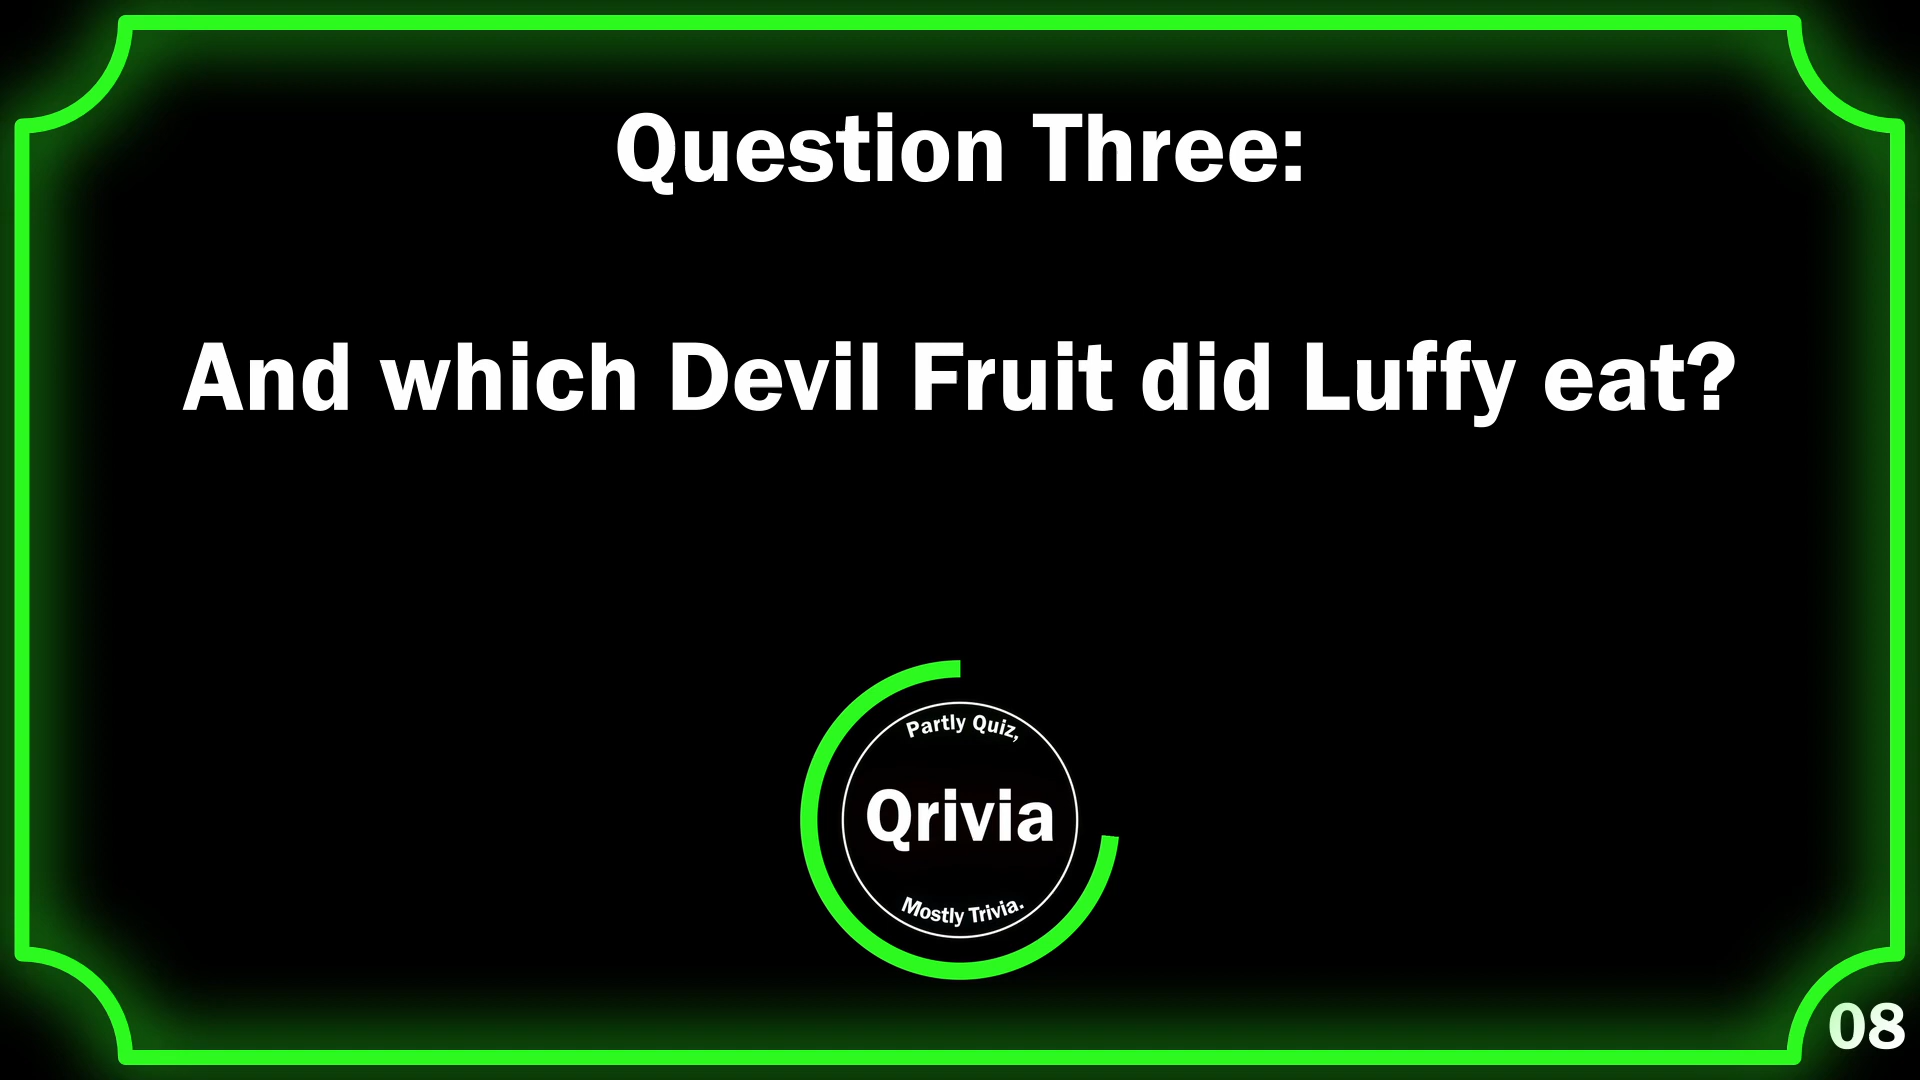 Question Three:
And which Devil Fruit did Luffy eat?
Partly Quiz,
Qrivia
Mostly Trivia.
08